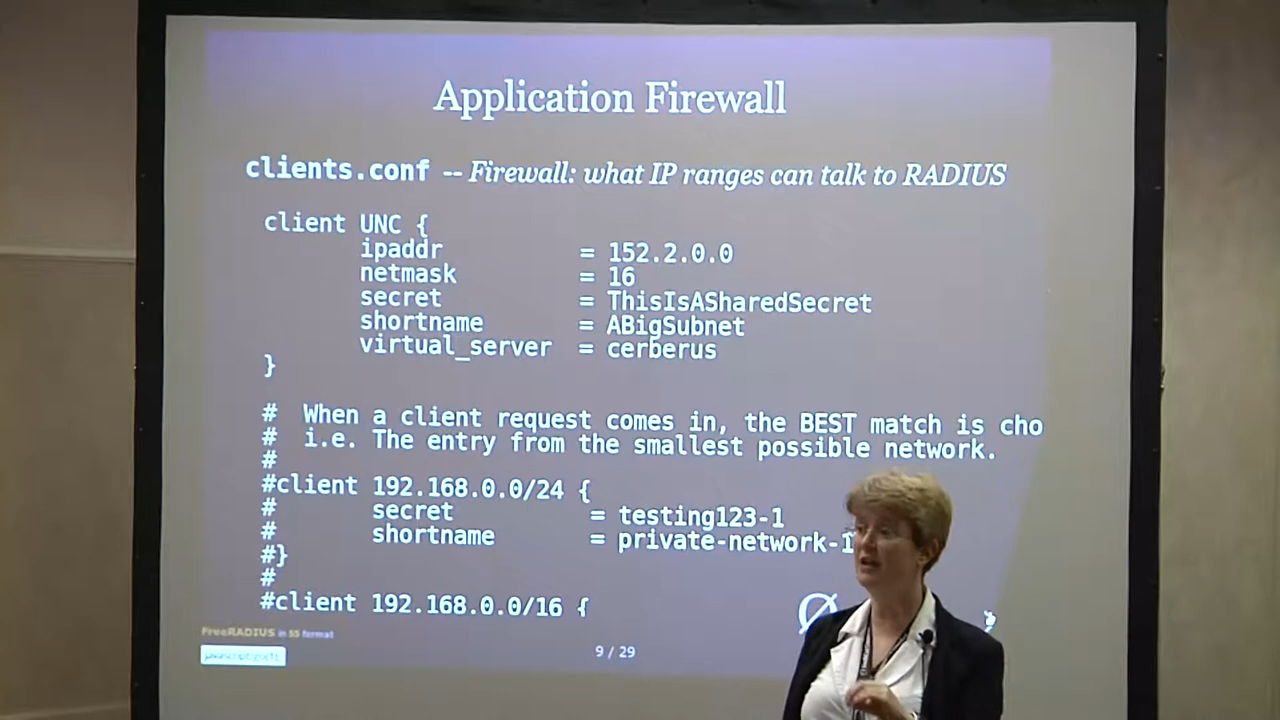 Application Firewall
clients.conf -- Firewall: what IP ranges can talk to RADIUS
client UNC {
ipaddr = 152.2.0.0
netmask = 16
secret = ThisIsASharedSecret
shortname = ABigSubnet
virtual_server = cerberus
}
# When a client request comes in, the BEST match is cho
# i.e. The entry from the smallest possible network.
#
#client 192.168.0.0/24 {
# secret = testing123-1
# shortname = private-network-1
#}
#
#client 192.168.0.0/16 {
FreeRADIUS in S5 format
9 / 29